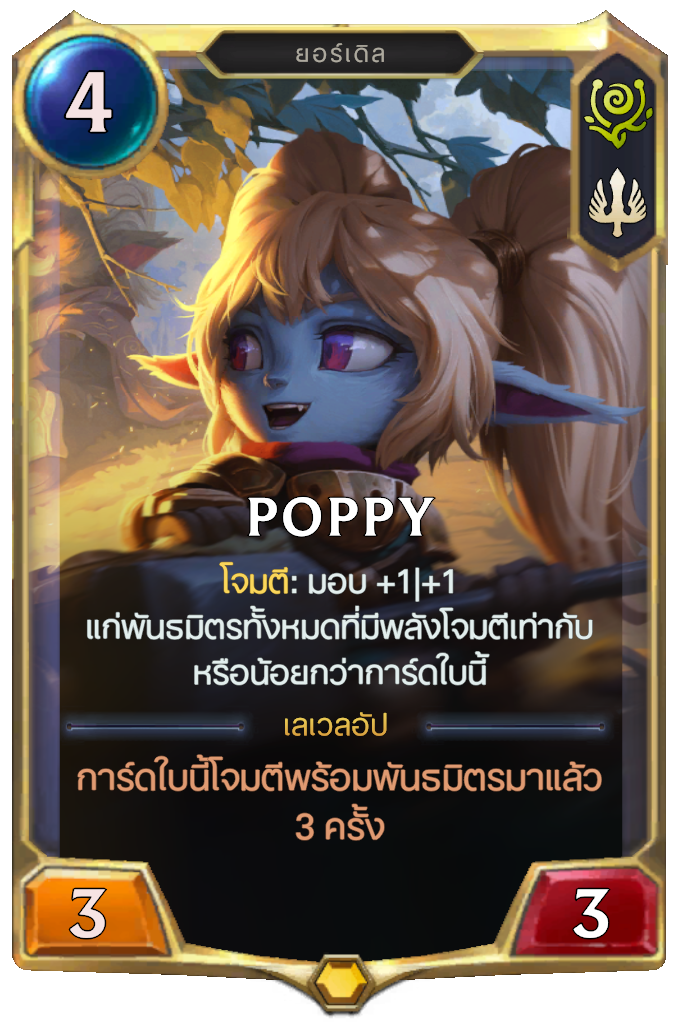 ยอร์เดิล
4
POPPY
โจมตี: มอบ +1|+1
แก่พันธมิตรทั้งหมดที่มีพลังโจมตีเท่ากับ
หรือน้อยกว่าการ์ดใบนี้
เลเวลอัป
การ์ดใบนี้โจมตีพร้อมพันธมิตรมาแล้ว
3 ครั้ง
3
3